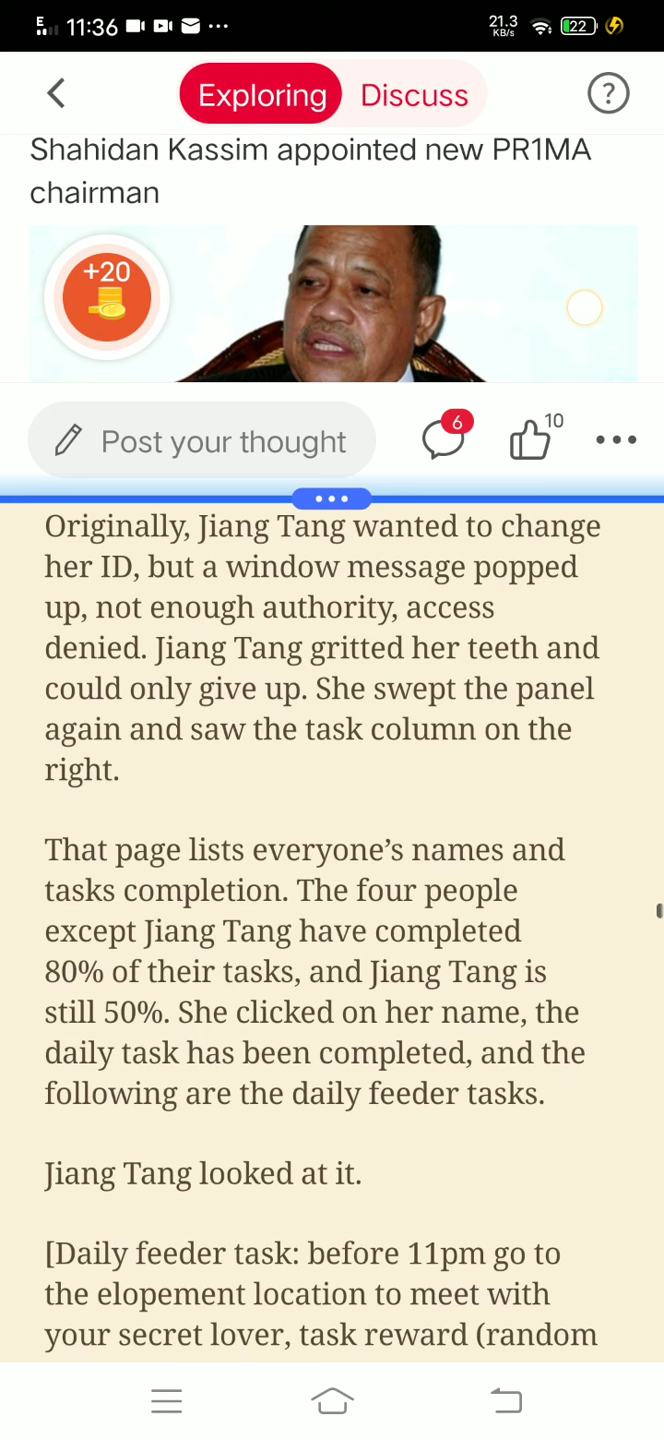 E
11:36
21.3
KB/s
22
Exploring
Discuss
?
Shahidan Kassim appointed new PR1MA
chairman
+20
Post your thought
6
10
Originally, Jiang Tang wanted to change
her ID, but a window message popped
up, not enough authority, access
denied. Jiang Tang gritted her teeth and
could only give up. She swept the panel
again and saw the task column on the
right.
That page lists everyone’s names and
tasks completion. The four people
except Jiang Tang have completed
80% of their tasks, and Jiang Tang is
still 50%. She clicked on her name, the
daily task has been completed, and the
following are the daily feeder tasks.
Jiang Tang looked at it.
[Daily feeder task: before 11pm go to
the elopement location to meet with
your secret lover, task reward (random